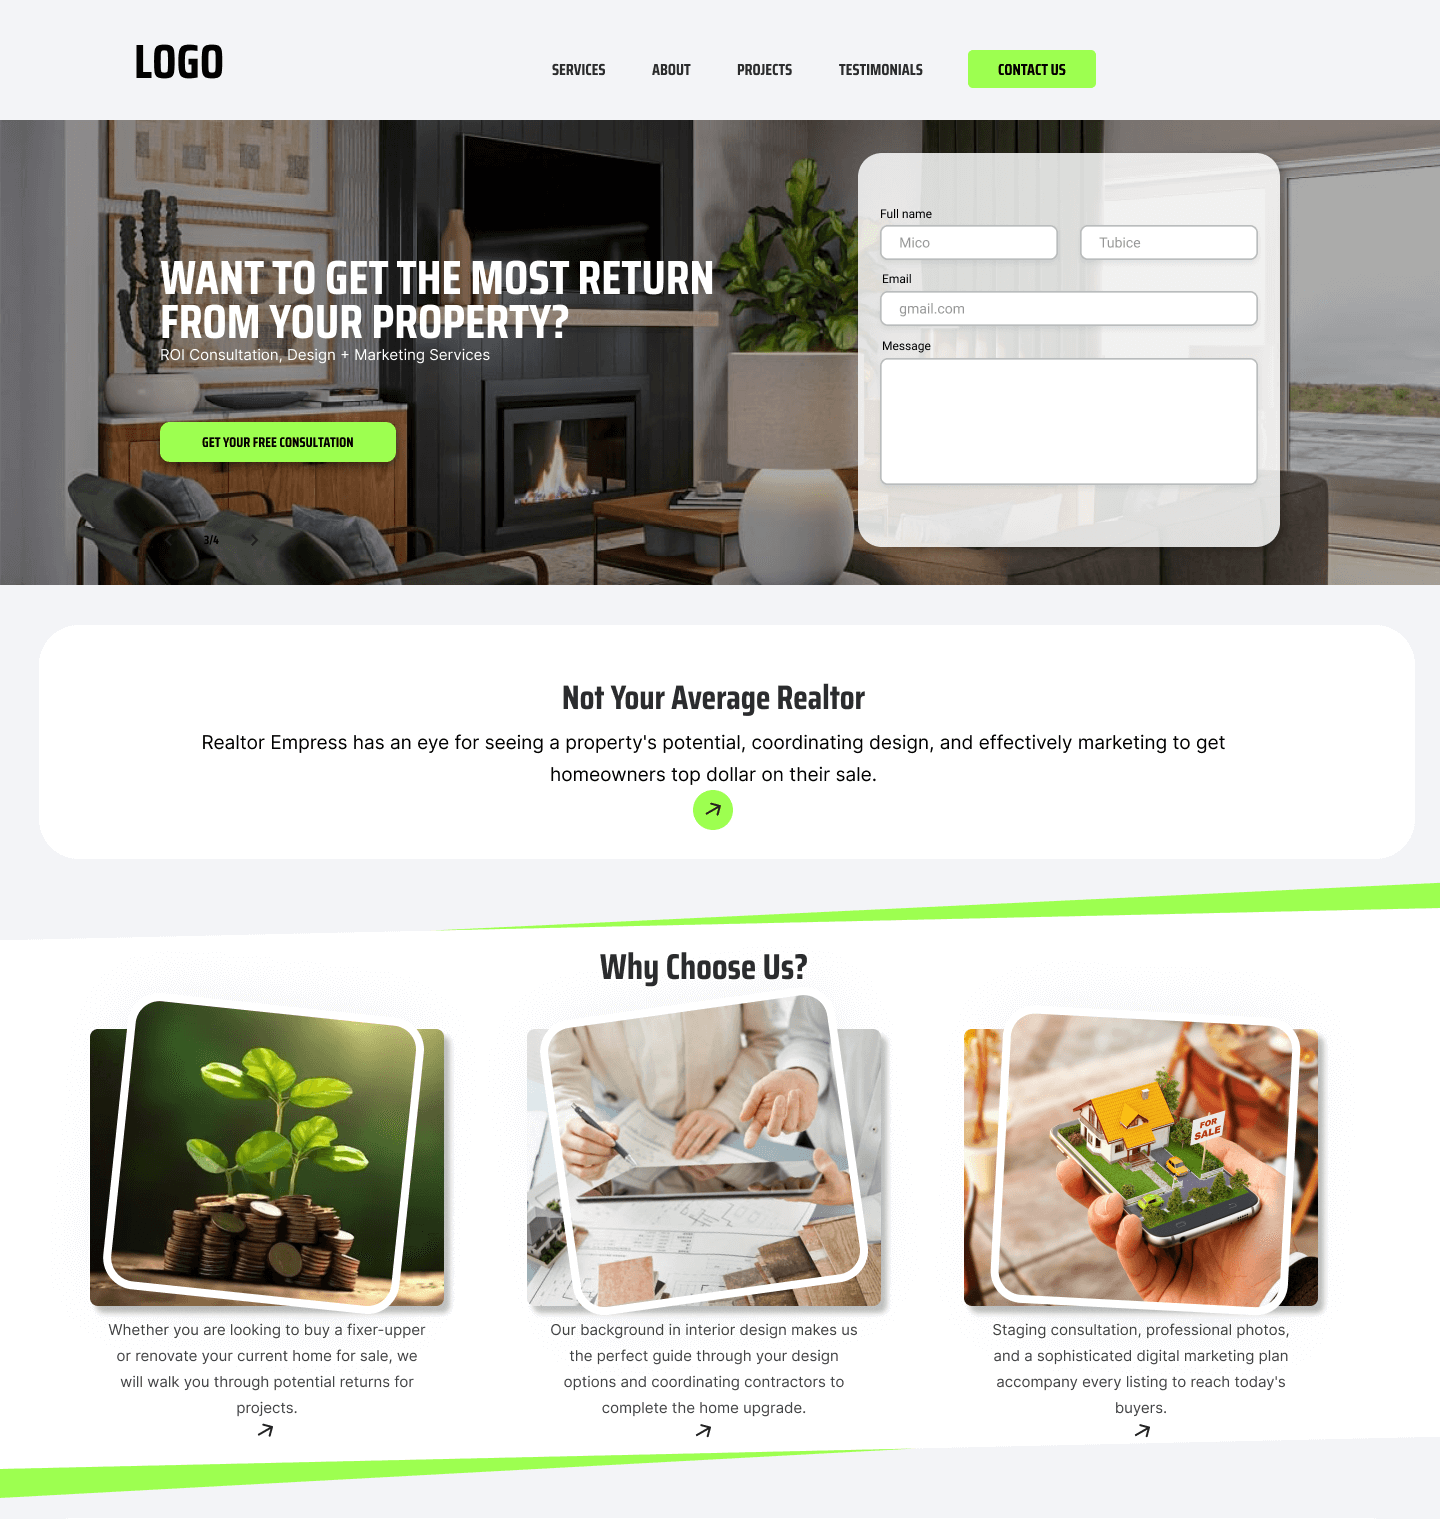 LOGO
SERVICES
ABOUT
PROJECTS
TESTIMONIALS
CONTACT US
WANT TO GET THE MOST RETURN
FROM YOUR PROPERTY?
ROI Consultation, Design + Marketing Services
GET YOUR FREE CONSULTATION
3/4
Full name
Mico
Tubice
Email
gmail.com
Message
Not Your Average Realtor
Realtor Empress has an eye for seeing a property's potential, coordinating design, and effectively marketing to get
homeowners top dollar on their sale.
Why Choose Us?
Whether you are looking to buy a fixer-upper
or renovate your current home for sale, we
will walk you through potential returns for
projects.
Our background in interior design makes us
the perfect guide through your design
options and coordinating contractors to
complete the home upgrade.
FOR
SALE
Staging consultation, professional photos,
and a sophisticated digital marketing plan
accompany every listing to reach today's
buyers.